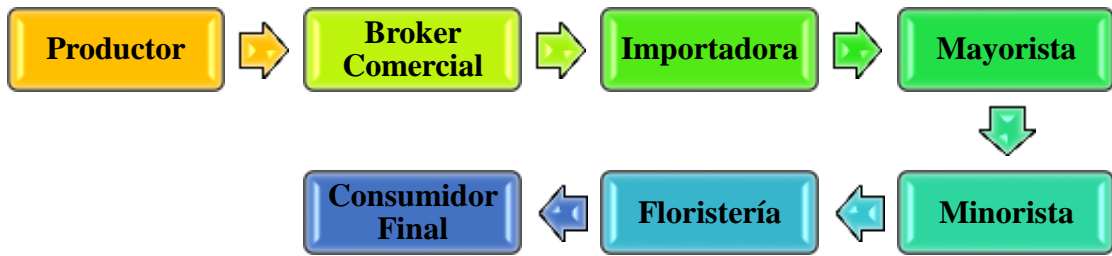 Productor
Broker
Comercial
Importadora
Mayorista
Minorista
Floristería
Consumidor
Final